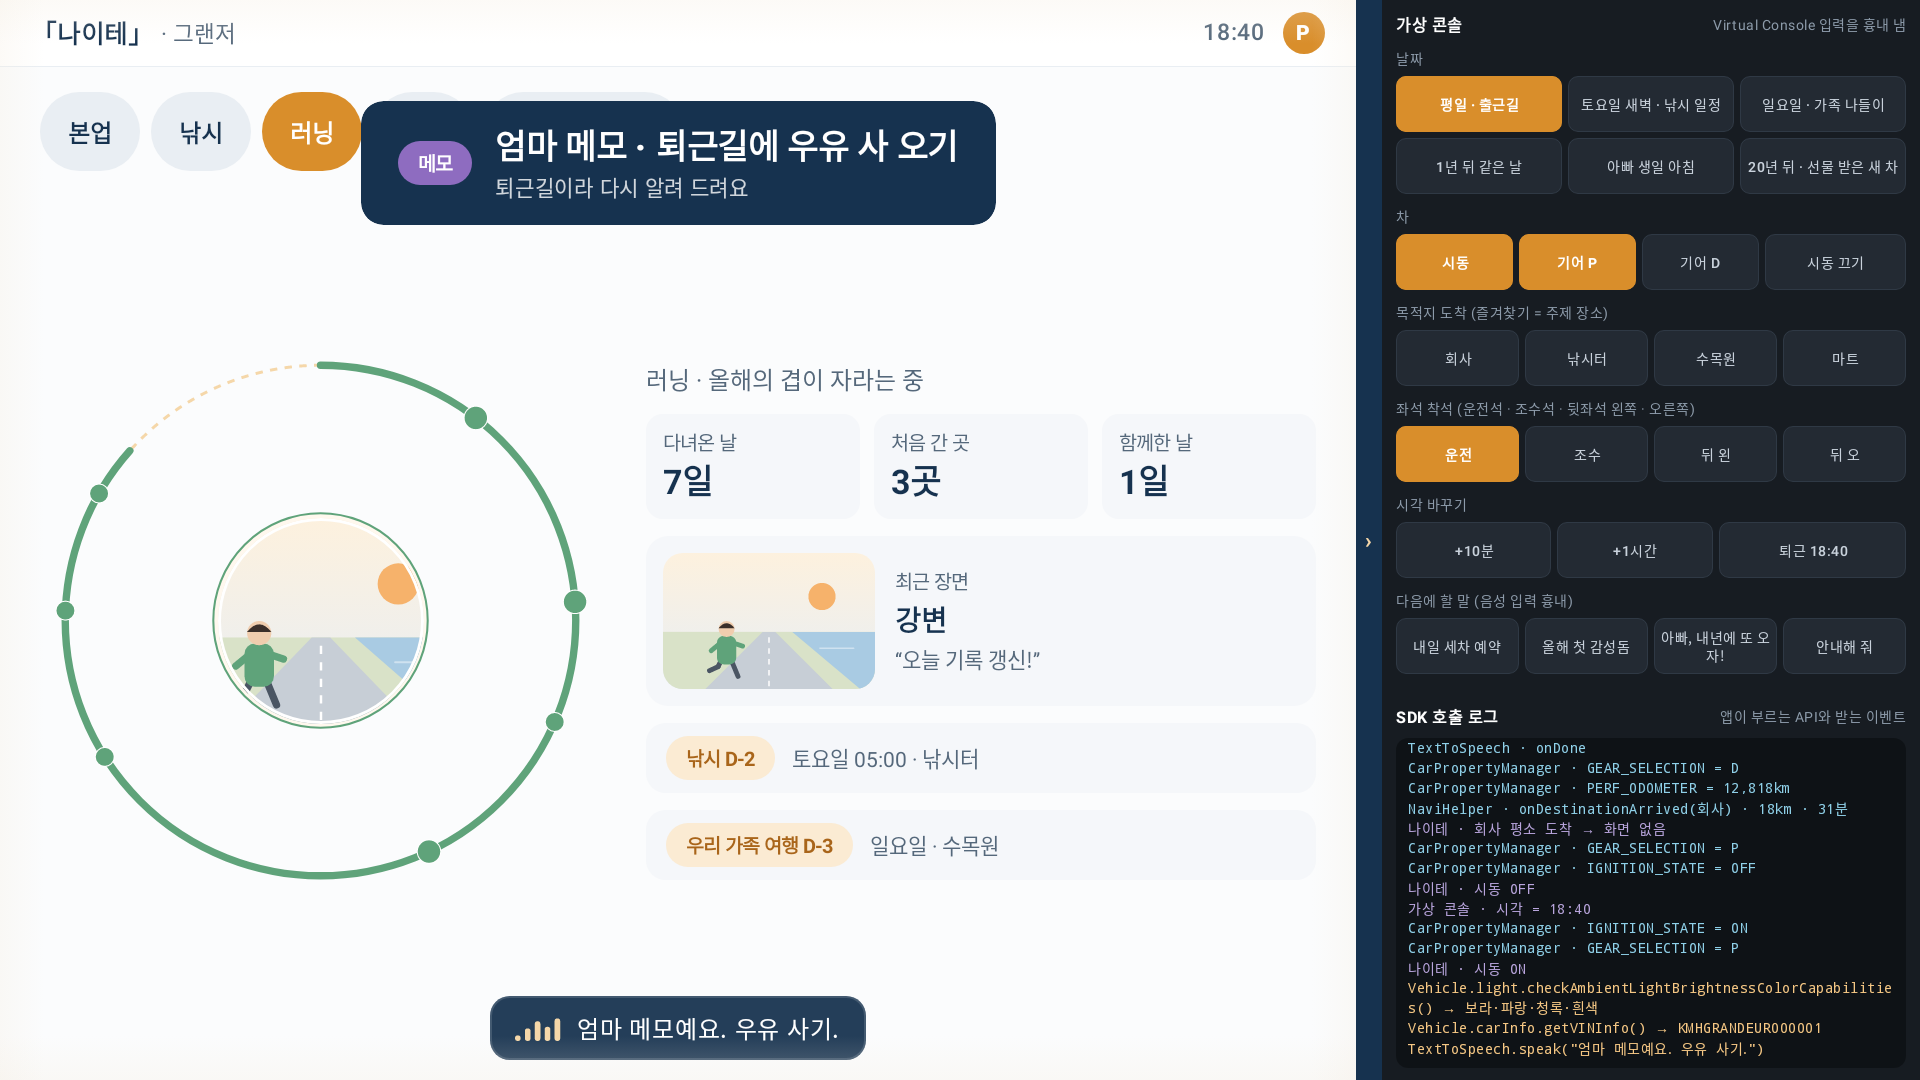 「나이테」 · 그랜저
18:40 P
본업 낚시 러닝
메모
엄마 메모 · 퇴근길에 우유 사 오기
퇴근길이라 다시 알려 드려요
러닝 · 올해의 겹이 자라는 중
다녀온 날
7일
처음 간 곳
3곳
함께한 날
1일
최근 장면
강변
“오늘 기록 갱신!”
낚시 D-2 토요일 05:00 · 낚시터
우리 가족 여행 D-3 일요일 · 수목원
엄마 메모예요. 우유 사기.
›
가상 콘솔 Virtual Console 입력을 흉내 냄
날짜
평일 · 출근길 토요일 새벽 · 낚시 일정 일요일 · 가족 나들이
1년 뒤 같은 날 아빠 생일 아침 20년 뒤 · 선물 받은 새 차
차
시동 기어 P 기어 D 시동 끄기
목적지 도착 (즐겨찾기 = 주제 장소)
회사 낚시터 수목원 마트
좌석 착석 (운전석 · 조수석 · 뒷좌석 왼쪽 · 오른쪽)
운전 조수 뒤 왼 뒤 오
시각 바꾸기
+10분 +1시간 퇴근 18:40
다음에 할 말 (음성 입력 흉내)
내일 세차 예약 올해 첫 감성돔 아빠, 내년에 또 오자! 안내해 줘
SDK 호출 로그 앱이 부르는 API와 받는 이벤트
TextToSpeech · onDone
CarPropertyManager · GEAR_SELECTION = D
CarPropertyManager · PERF_ODOMETER = 12,818km
NaviHelper · onDestinationArrived(회사) · 18km · 31분
나이테 · 회사 평소 도착 → 화면 없음
CarPropertyManager · GEAR_SELECTION = P
CarPropertyManager · IGNITION_STATE = OFF
나이테 · 시동 OFF
가상 콘솔 · 시각 = 18:40
CarPropertyManager · IGNITION_STATE = ON
CarPropertyManager · GEAR_SELECTION = P
나이테 · 시동 ON
Vehicle.light.checkAmbientLightBrightnessColorCapabilitie
s() → 보라·파랑·청록·흰색
Vehicle.carInfo.getVINInfo() → KMHGRANDEUR000001
TextToSpeech.speak("엄마 메모예요. 우유 사기.")